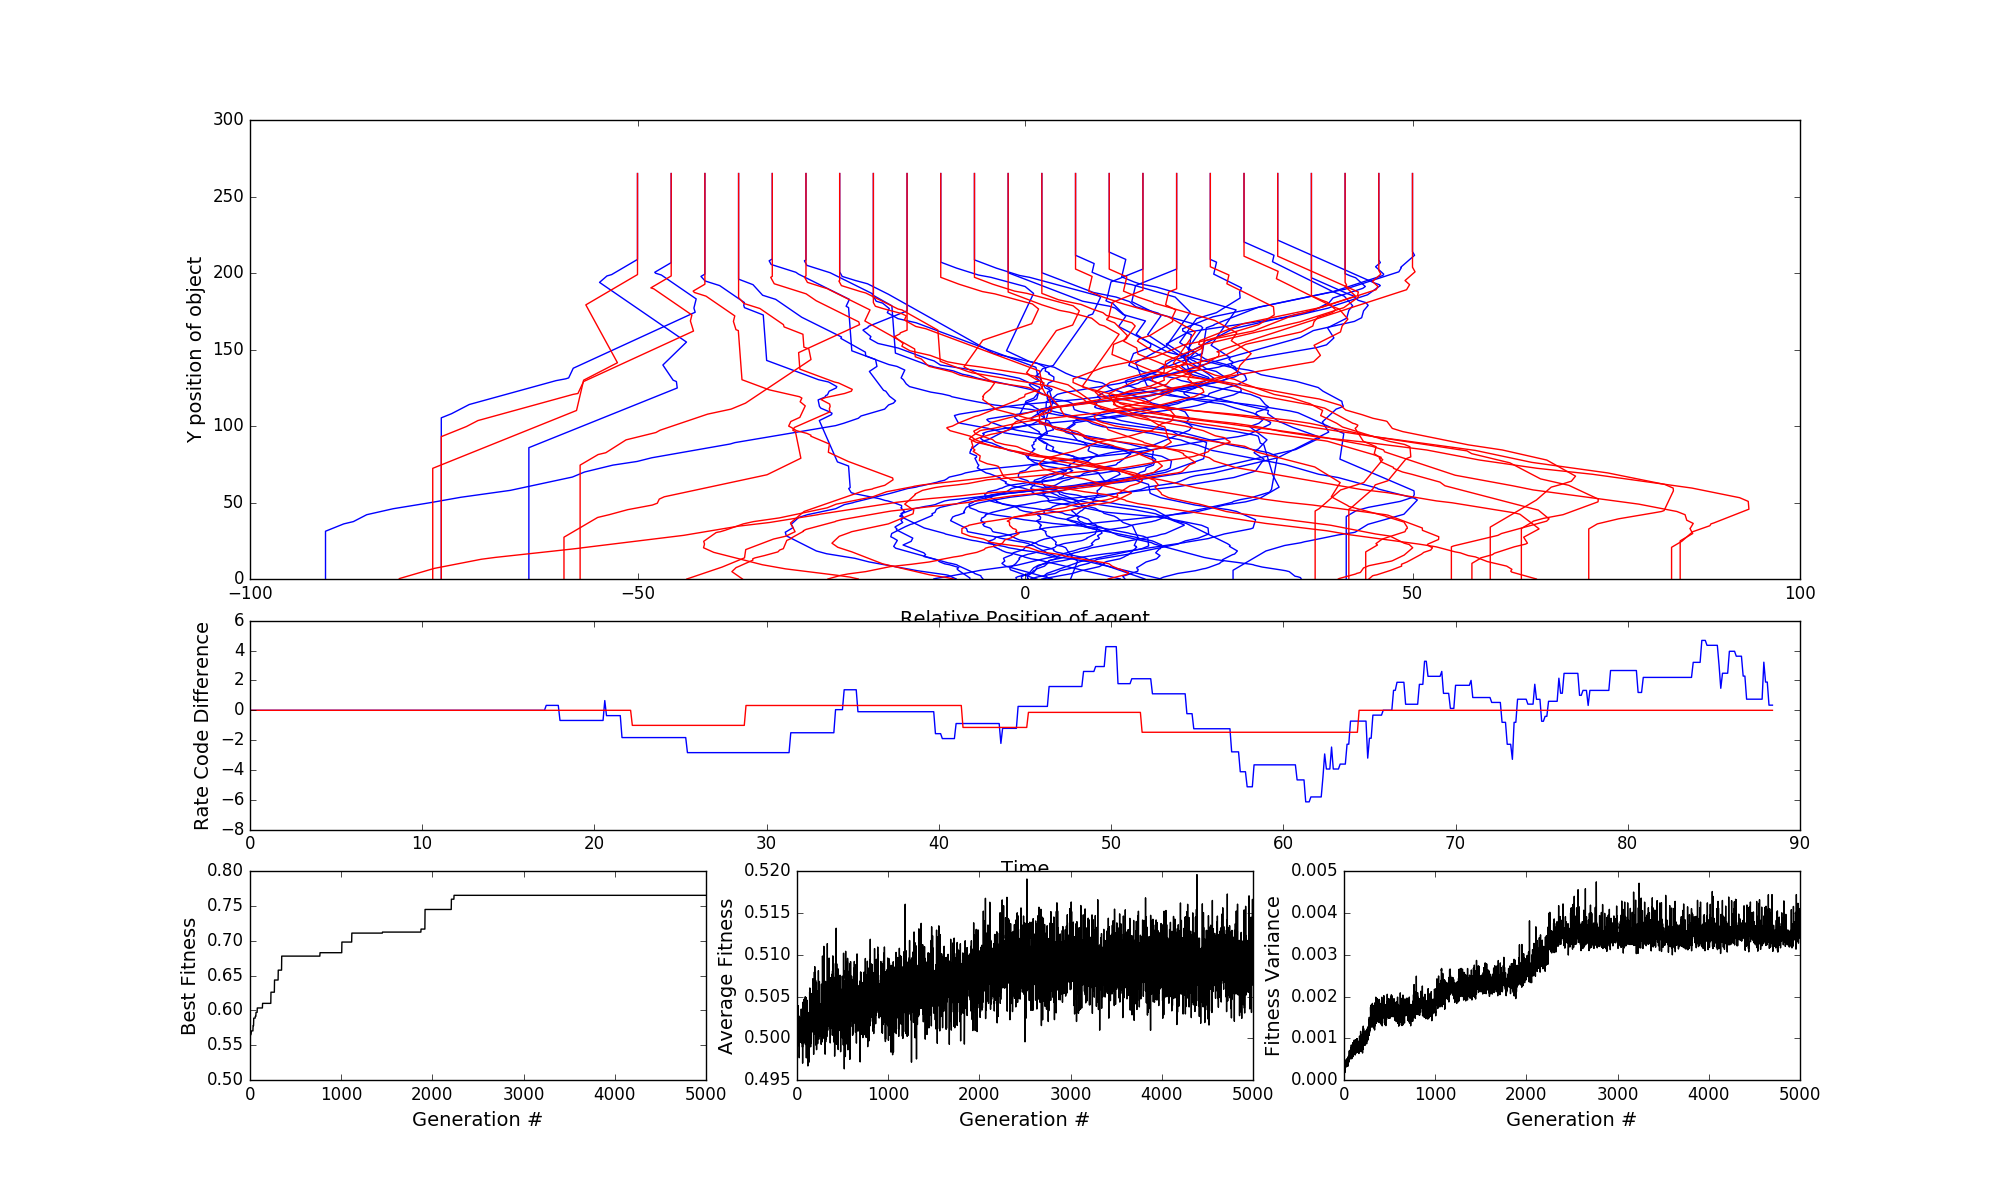 300
250
200
150
100
50
0
Y position of object
−100 −50 0 50 100
Relative Position of agent
6
4
2
0
−2
−4
−6
−8
Rate Code Difference
0 10 20 30 40 50 60 70 80 90
Time
0.80
0.75
0.70
0.65
0.60
0.55
0.50
Best Fitness
0 1000 2000 3000 4000 5000
Generation #
0.520
0.515
0.510
0.505
0.500
0.495
Average Fitness
0 1000 2000 3000 4000 5000
Generation #
0.005
0.004
0.003
0.002
0.001
0.000
Fitness Variance
0 1000 2000 3000 4000 5000
Generation #